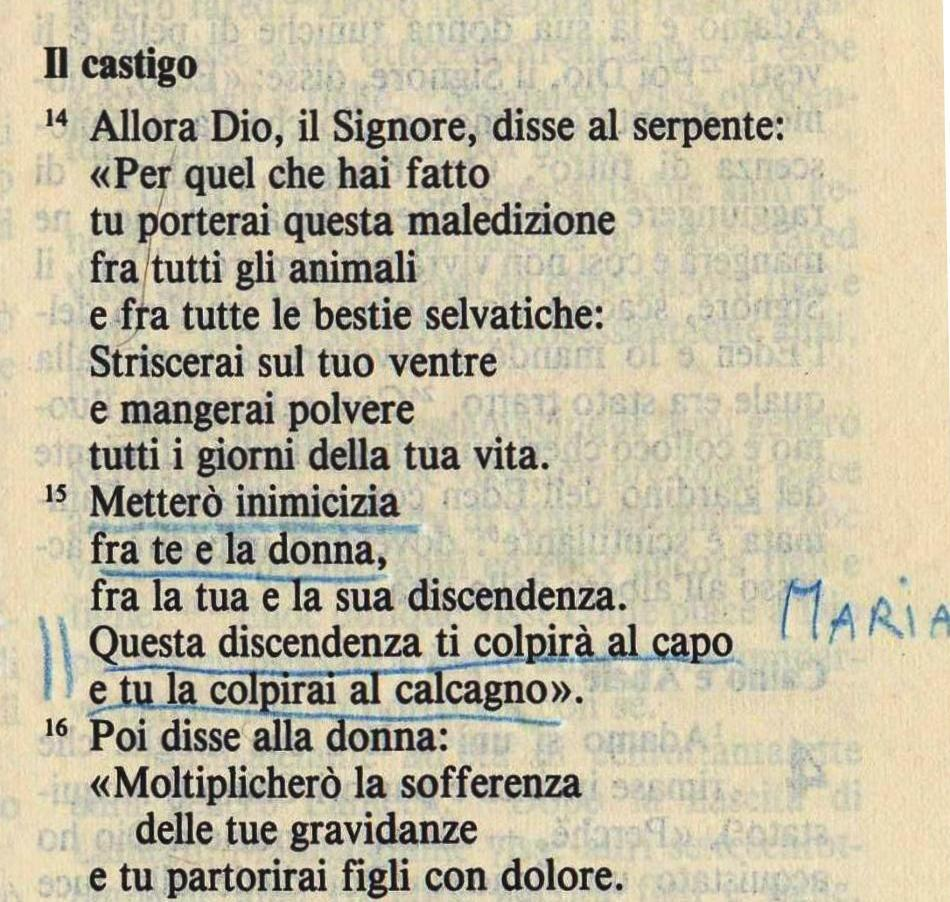 Il castigo
14 Allora Dio, il Signore, disse al serpente:
«Per quel che hai fatto
tu porterai questa maledizione
fra tutti gli animali
e fra tutte le bestie selvatiche:
Striscerai sul tuo ventre
e mangerai polvere
tutti i giorni della tua vita.
15 Metterò inimicizia
fra te e la donna,
fra la tua e la sua discendenza.
Questa discendenza ti colpirà al capo
MARIA
e tu la colpirai al calcagno».
16 Poi disse alla donna:
«Moltiplicherò la sofferenza
delle tue gravidanze
e tu partorirai figli con dolore.